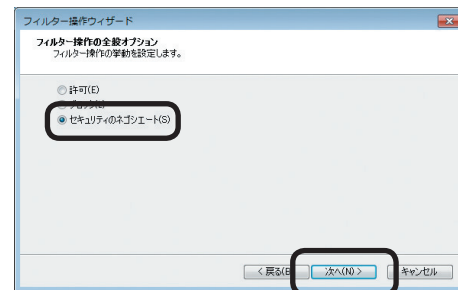 フィルター操作ウィザード
フィルター操作の全般オプション
フィルター操作の挙動を設定します。
許可(E)
セキュリティのネゴシエート(S)
< 戻る(B
次へ(N) >
キャンセル